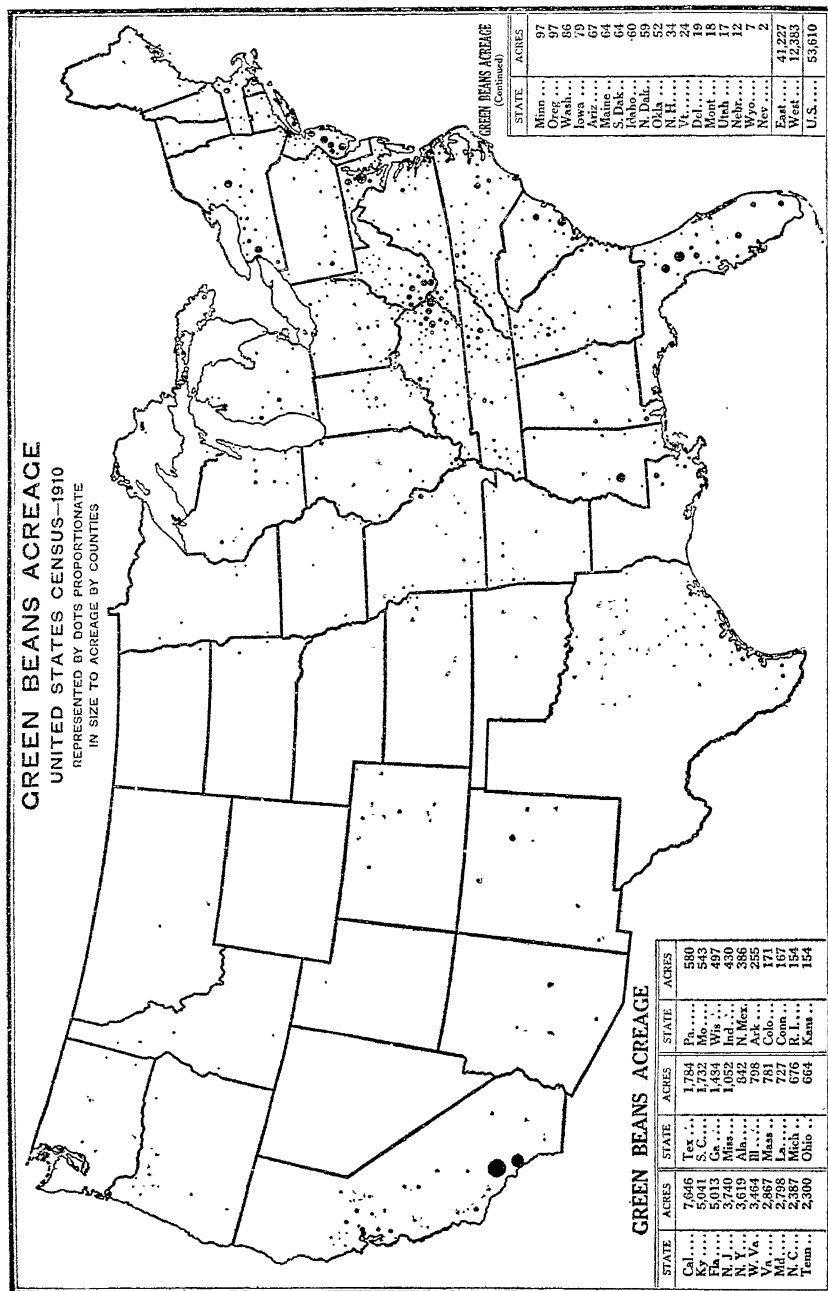 GREEN BEANS ACREAGE
UNITED STATES CENSUS—1910
REPRESENTED BY DOTS PROPORTIONATE
IN SIZE TO ACREAGE BY COUNTIES
GREEN BEANS ACREAGE
STATE ACRES STATE ACRES STATE ACRES
Cal.... 7,646 Tex... 1,784 Pa.... 580
Ky.... 5,041 S. C... 1,732 Mo... 543
Fla.... 5,013 Ga... 1,434 Wis.. 497
N. J... 3,740 Miss.. 1,052 Ind... 430
N. Y... 3,619 Ala... 842 N. Mex. 386
W. Va.. 3,464 Ill... 798 Ark... 255
Va.... 2,867 Mass.. 781 Colo.. 171
Md.... 2,798 La.... 727 Conn.. 167
N. C... 2,387 Mich.. 676 R. I... 154
Tenn.. 2,300 Ohio.. 664 Kans.. 154
GREEN BEANS ACREAGE
(Continued)
STATE ACRES
Minn... 97
Oreg... 97
Wash... 86
Iowa... 79
Ariz... 67
Maine.. 64
S. Dak.. 64
Idaho... 60
N. Dak.. 59
Okla... 52
N. H.... 34
Vt..... 24
Del.... 19
Mont... 18
Utah... 17
Nebr... 12
Wyo.... 7
Nev.... 2
East... 41,227
West... 12,383
U.S.... 53,610